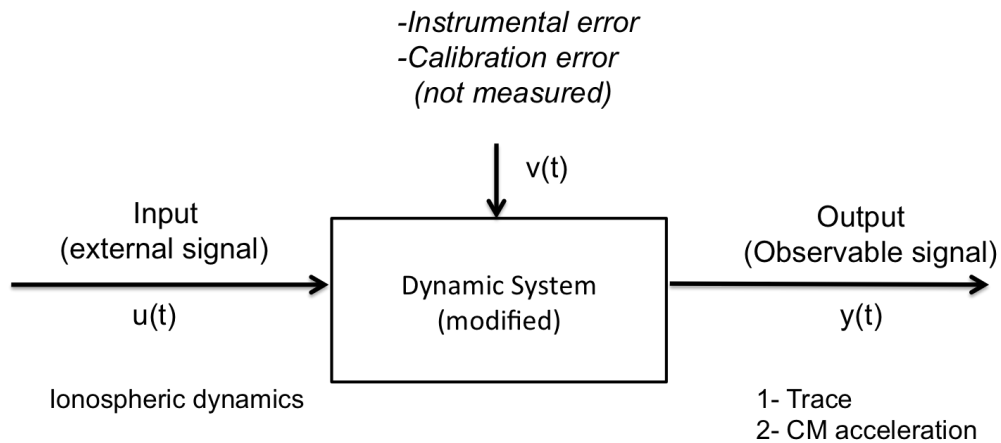 -Instrumental error
-Calibration error
(not measured)
v(t)
Input
(external signal)
u(t)
Ionospheric dynamics
Dynamic System
(modified)
Output
(Observable signal)
y(t)
1- Trace
2- CM acceleration